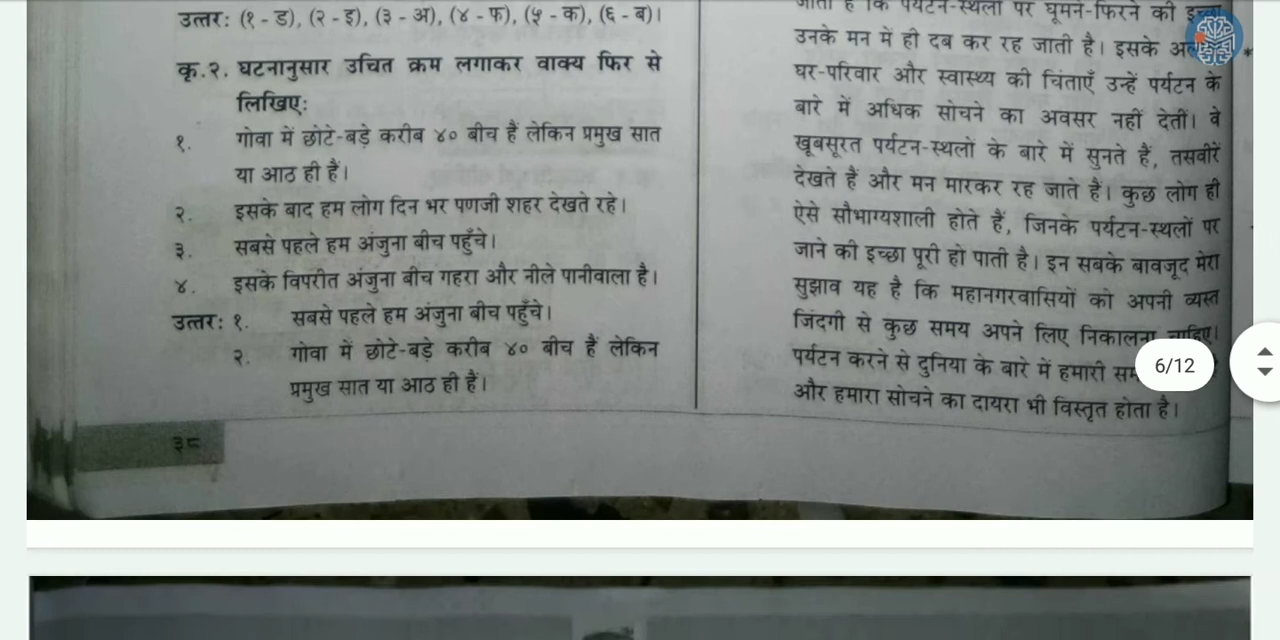 उत्तर: (१ - ड), (२ - इ), (३ - अ), (४ - फ), (५ - क), (६ - ब)।
कृ.२. घटनानुसार उचित क्रम लगाकर वाक्य फिर से
लिखिए:
१. गोवा में छोटे-बड़े करीब ४० बीच हैं लेकिन प्रमुख सात
या आठ ही हैं।
२. इसके बाद हम लोग दिन भर पणजी शहर देखते रहे।
३. सबसे पहले हम अंजुना बीच पहुँचे।
४. इसके विपरीत अंजुना बीच गहरा और नीले पानीवाला है।
उत्तर: १. सबसे पहले हम अंजुना बीच पहुँचे।
२. गोवा में छोटे-बड़े करीब ४० बीच हैं लेकिन
प्रमुख सात या आठ ही हैं।
३८
जाती है कि पर्यटन-स्थलों पर घूमने-फिरने की
उनके मन में ही दब कर रह जाती है। इसके
घर-परिवार और स्वास्थ्य की चिंताएँ उन्हें पर्यटन के
बारे में अधिक सोचने का अवसर नहीं देतीं। वे
खूबसूरत पर्यटन-स्थलों के बारे में सुनते हैं, तसवीरें
देखते हैं और मन मारकर रह जाते हैं। कुछ लोग ही
ऐसे सौभाग्यशाली होते हैं, जिनके पर्यटन-स्थलों पर
जाने की इच्छा पूरी हो पाती है। इन सबके बावजूद मेरा
सुझाव यह है कि महानगरवासियों को अपनी व्यस्त
जिंदगी से कुछ समय अपने लिए निकालना चाहिए।
पर्यटन करने से दुनिया के बारे में हमारी
और हमारा सोचने का दायरा भी विस्तृत होता है।
6/12